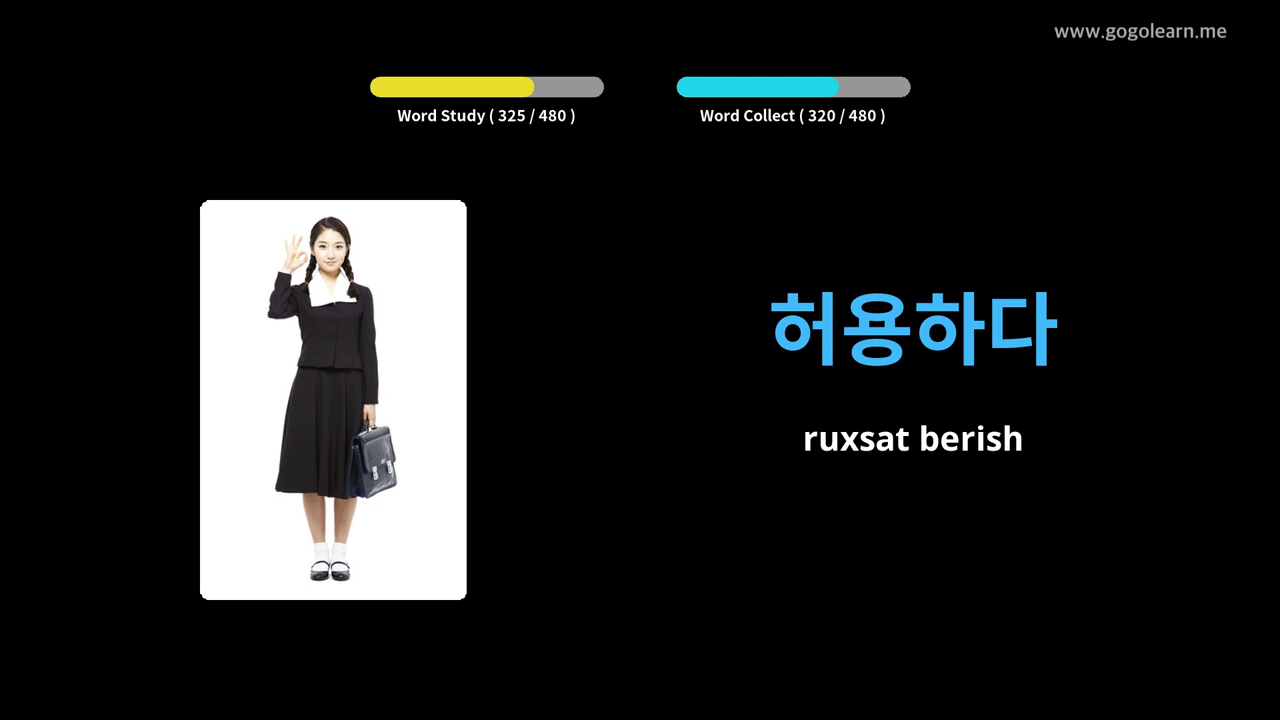 www.gogolearn.me
Word Study ( 325 / 480 )
Word Collect ( 320 / 480 )
허용하다
ruxsat berish